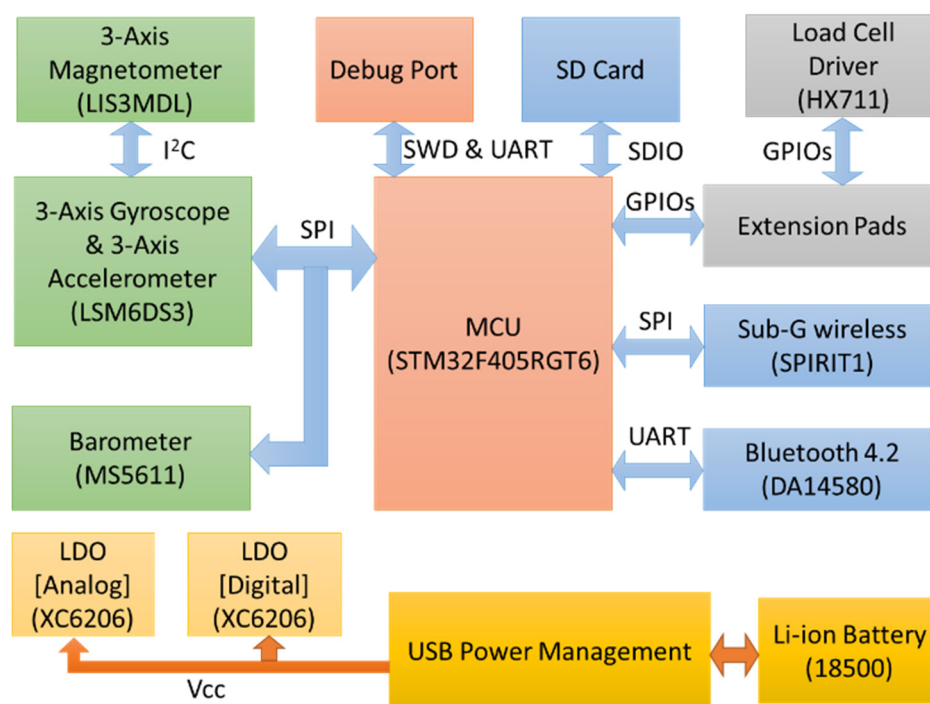 3-Axis
Magnetometer
(LIS3MDL)
Debug Port
SD Card
Load Cell
Driver
(HX711)
I²C
SWD & UART
SDIO
GPIOs
3-Axis Gyroscope
& 3-Axis
Accelerometer
(LSM6DS3)
SPI
MCU
(STM32F405RGT6)
GPIOs
Extension Pads
SPI
Sub-G wireless
(SPIRIT1)
Barometer
(MS5611)
UART
Bluetooth 4.2
(DA14580)
LDO
[Analog]
(XC6206)
LDO
[Digital]
(XC6206)
USB Power Management
Li-ion Battery
(18500)
Vcc